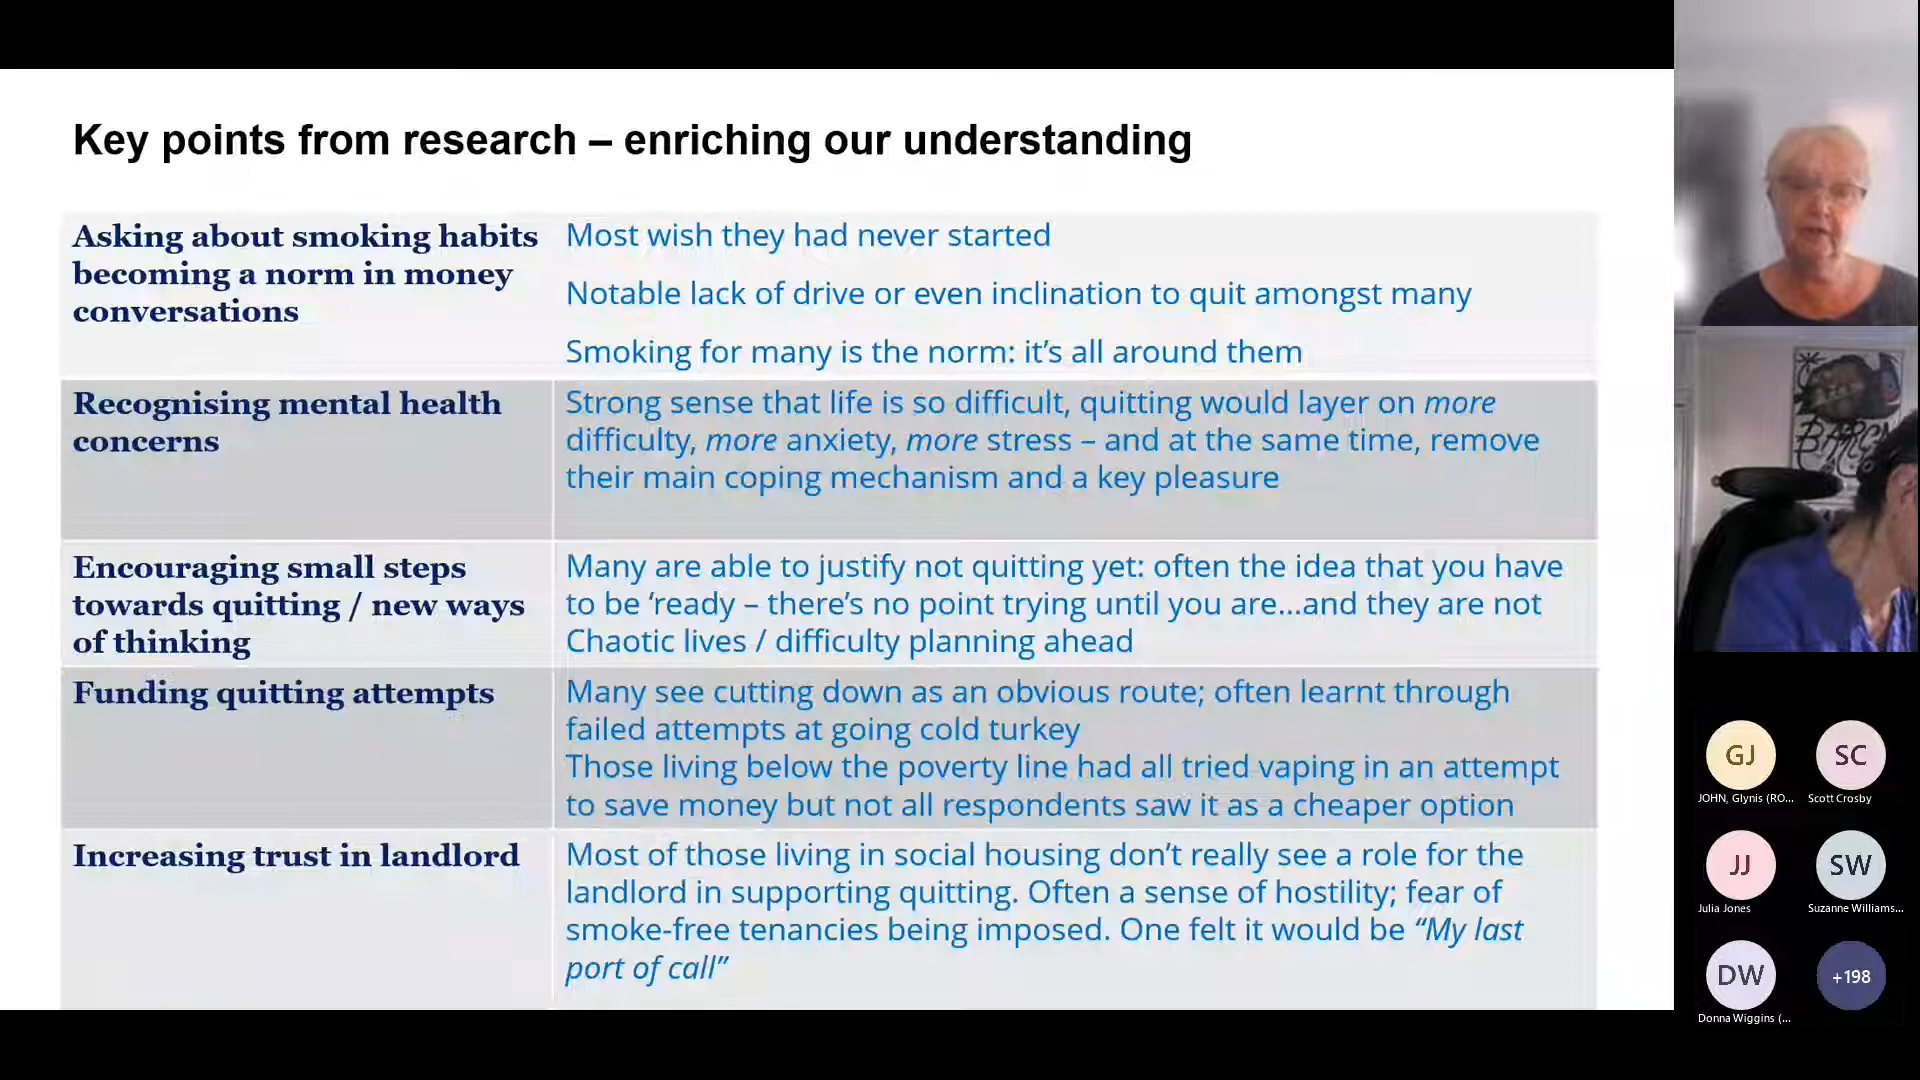 Key points from research – enriching our understanding
Asking about smoking habits
becoming a norm in money
conversations
Most wish they had never started
Notable lack of drive or even inclination to quit amongst many
Smoking for many is the norm: it’s all around them
Recognising mental health
concerns
Strong sense that life is so difficult, quitting would layer on more
difficulty, more anxiety, more stress – and at the same time, remove
their main coping mechanism and a key pleasure
Encouraging small steps
towards quitting / new ways
of thinking
Many are able to justify not quitting yet: often the idea that you have
to be ‘ready – there’s no point trying until you are...and they are not
Chaotic lives / difficulty planning ahead
Funding quitting attempts
Many see cutting down as an obvious route; often learnt through
failed attempts at going cold turkey
Those living below the poverty line had all tried vaping in an attempt
to save money but not all respondents saw it as a cheaper option
Increasing trust in landlord
Most of those living in social housing don’t really see a role for the
landlord in supporting quitting. Often a sense of hostility; fear of
smoke-free tenancies being imposed. One felt it would be “My last
port of call”
GJ
JOHN, Glynis (RO...
SC
Scott Crosby
JJ
Julia Jones
SW
Suzanne Williams...
DW
Donna Wiggins (...
+198